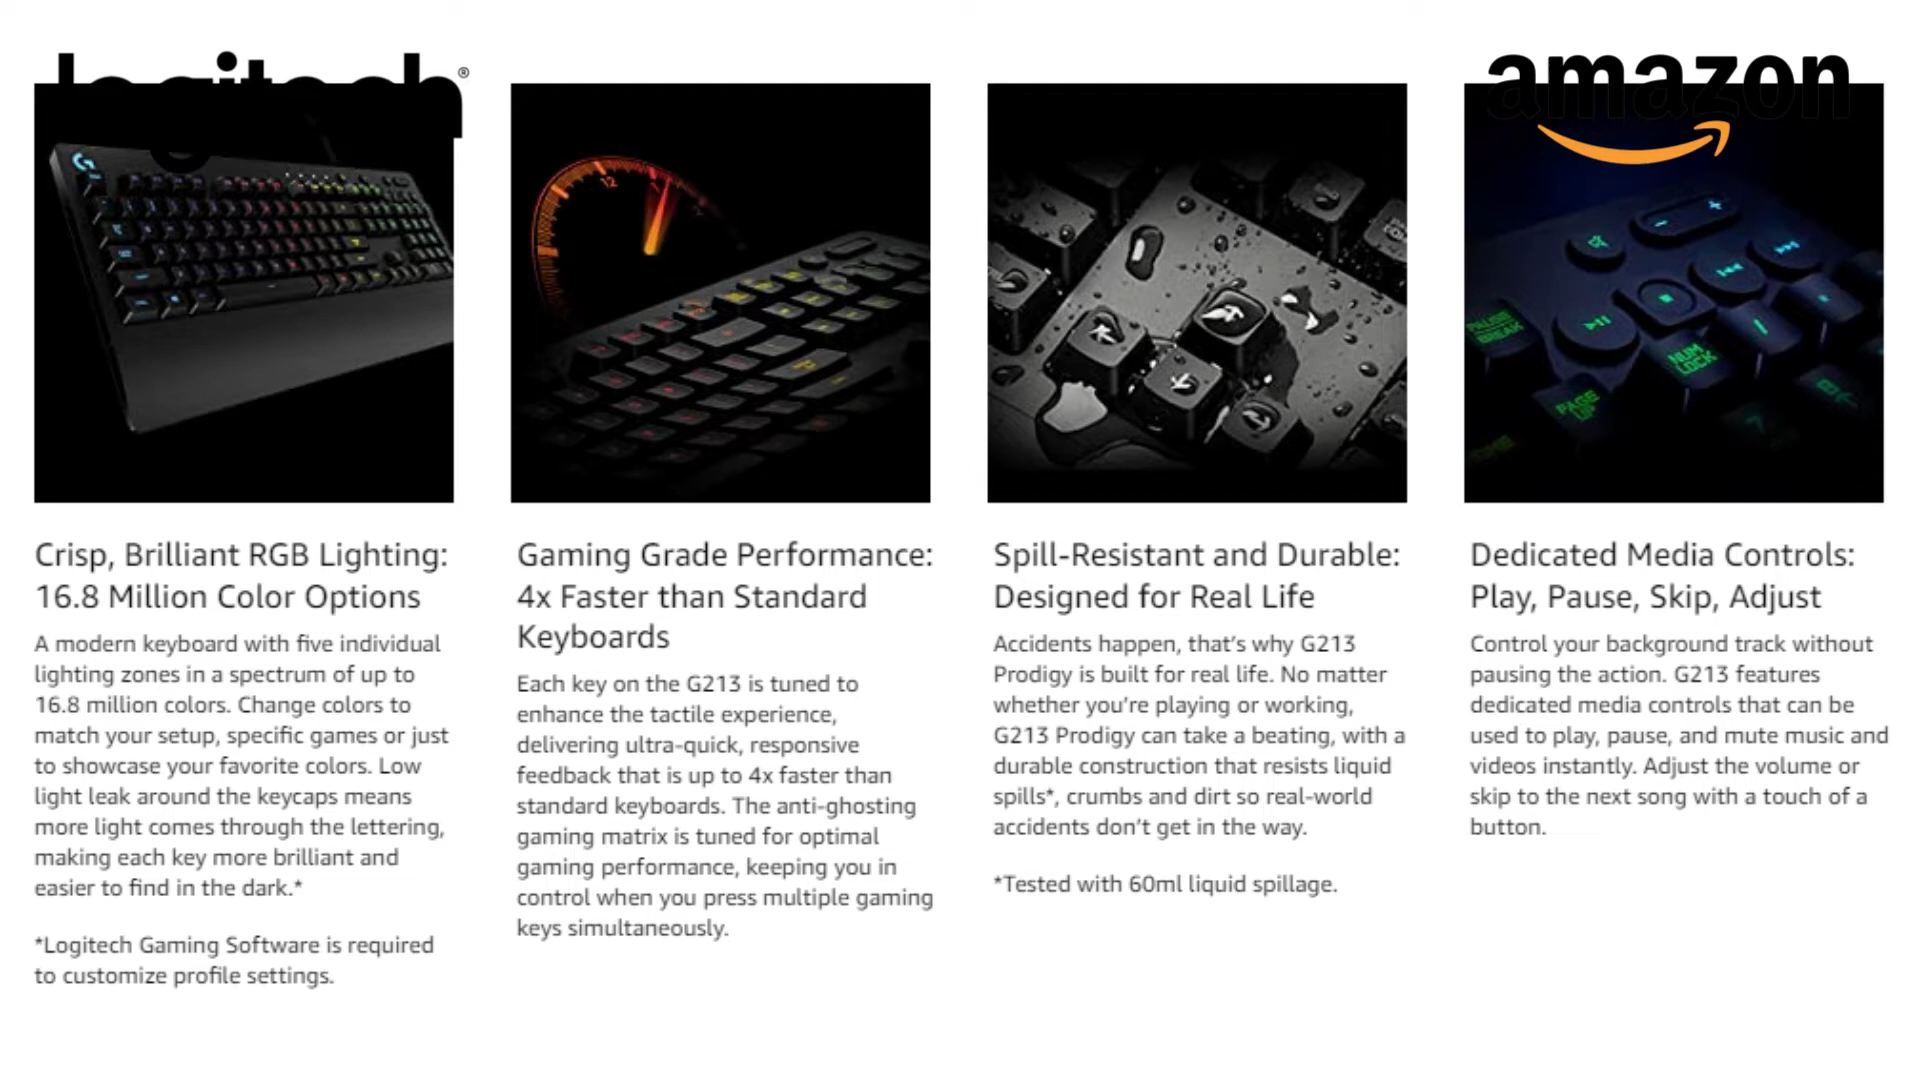 logitech®
amazon
12
PAUSE
BREAK
NUM
LOCK
PAGE
UP
HOME
Crisp, Brilliant RGB Lighting:
16.8 Million Color Options
A modern keyboard with five individual
lighting zones in a spectrum of up to
16.8 million colors. Change colors to
match your setup, specific games or just
to showcase your favorite colors. Low
light leak around the keycaps means
more light comes through the lettering,
making each key more brilliant and
easier to find in the dark.*
*Logitech Gaming Software is required
to customize profile settings.
Gaming Grade Performance:
4x Faster than Standard
Keyboards
Each key on the G213 is tuned to
enhance the tactile experience,
delivering ultra-quick, responsive
feedback that is up to 4x faster than
standard keyboards. The anti-ghosting
gaming matrix is tuned for optimal
gaming performance, keeping you in
control when you press multiple gaming
keys simultaneously.
Spill-Resistant and Durable:
Designed for Real Life
Accidents happen, that’s why G213
Prodigy is built for real life. No matter
whether you’re playing or working,
G213 Prodigy can take a beating, with a
durable construction that resists liquid
spills*, crumbs and dirt so real-world
accidents don’t get in the way.
*Tested with 60ml liquid spillage.
Dedicated Media Controls:
Play, Pause, Skip, Adjust
Control your background track without
pausing the action. G213 features
dedicated media controls that can be
used to play, pause, and mute music and
videos instantly. Adjust the volume or
skip to the next song with a touch of a
button.